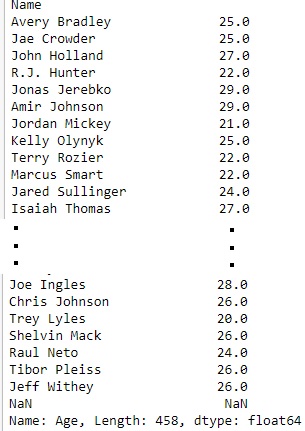 Name
Avery Bradley 25.0
Jae Crowder 25.0
John Holland 27.0
R.J. Hunter 22.0
Jonas Jerebko 29.0
Amir Johnson 29.0
Jordan Mickey 21.0
Kelly Olynyk 25.0
Terry Rozier 22.0
Marcus Smart 22.0
Jared Sullinger 24.0
Isaiah Thomas 27.0
. .
. .
. .
Joe Ingles 28.0
Chris Johnson 26.0
Trey Lyles 20.0
Shelvin Mack 26.0
Raul Neto 24.0
Tibor Pleiss 26.0
Jeff Withey 26.0
NaN NaN
Name: Age, Length: 458, dtype: float64